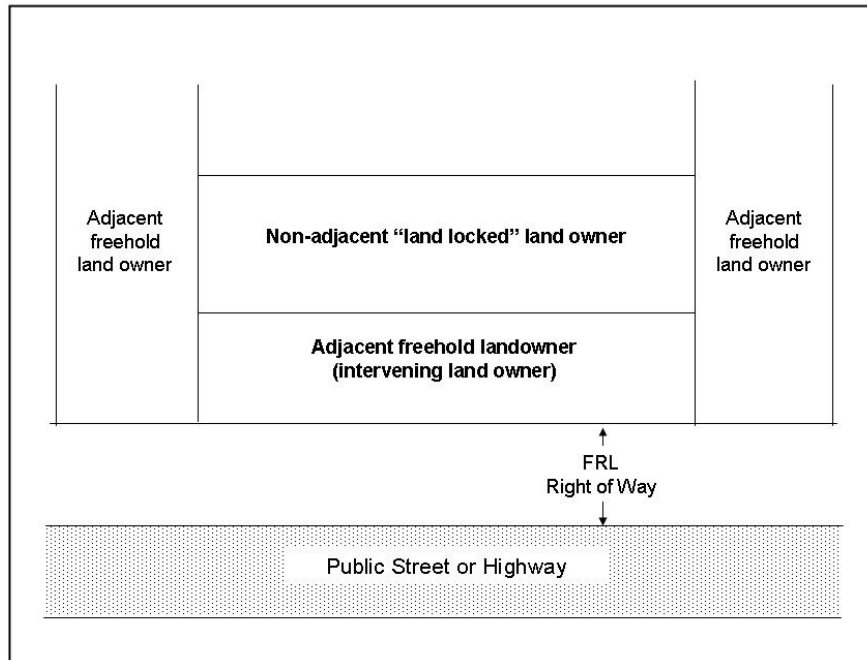 Adjacent
freehold
land owner
Non-adjacent “land locked” land owner
Adjacent
freehold
land owner
Adjacent freehold landowner
(intervening land owner)
FRL
Right of Way
Public Street or Highway